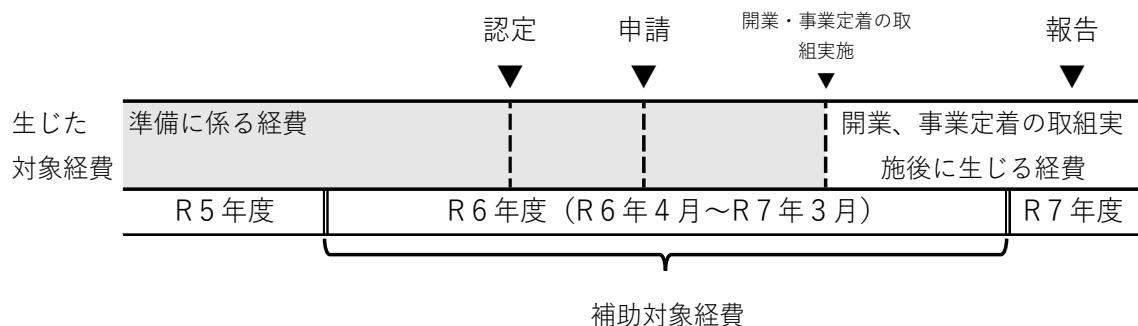 認定
申請
開業・事業定着の取
組実施
報告
生じた
対象経費
準備に係る経費
開業、事業定着の取組実
施後に生じる経費
R5年度
R6年度（R6年4月～R7年3月）
R7年度
補助対象経費